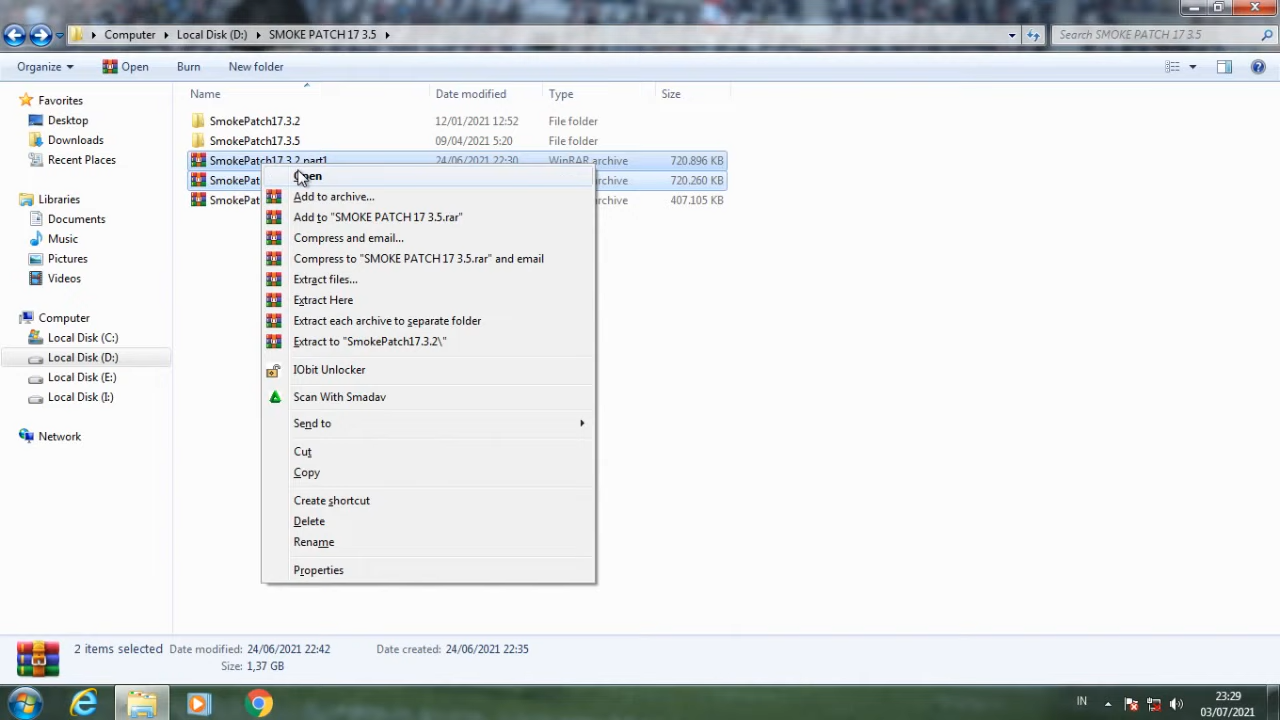 Computer Local Disk (D:) SMOKE PATCH 17 3.5 Search SMOKE PATCH 17 3.5
Organize Open Burn New folder
Name Date modified Type Size
Favorites
Desktop
Downloads
Recent Places
Libraries
Documents
Music
Pictures
Videos
Computer
Local Disk (C:)
Local Disk (D:)
Local Disk (E:)
Local Disk (I:)
Network
SmokePatch17.3.2 12/01/2021 12:52 File folder
SmokePatch17.3.5 09/04/2021 5:20 File folder
SmokePatch17.3.2.part1 24/06/2021 22:30 WinRAR archive 720.896 KB
SmokePat archive 720.260 KB
SmokePat archive 407.105 KB
Open
Add to archive...
Add to "SMOKE PATCH 17 3.5.rar"
Compress and email...
Compress to "SMOKE PATCH 17 3.5.rar" and email
Extract files...
Extract Here
Extract each archive to separate folder
Extract to "SmokePatch17.3.2\"
IObit Unlocker
Scan With Smadav
Send to
Cut
Copy
Create shortcut
Delete
Rename
Properties
2 items selected Date modified: 24/06/2021 22:42 Date created: 24/06/2021 22:35
Size: 1,37 GB
IN 23:29
03/07/2021